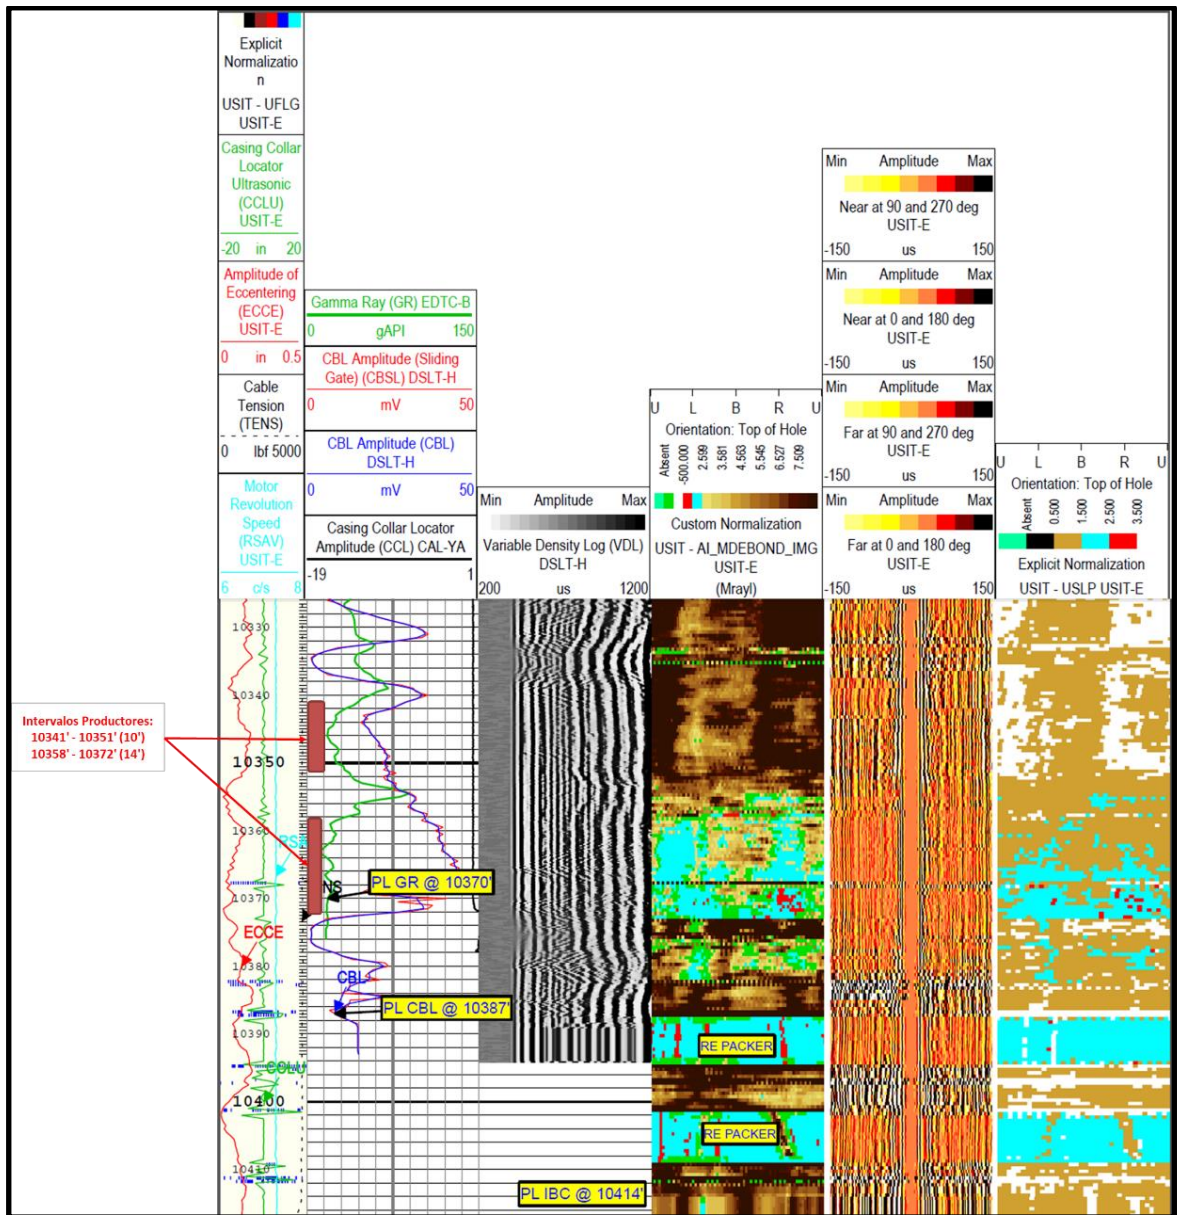 Explicit
Normalizatio
n
USIT - UFLG
USIT-E
Casing Collar
Locator
Ultrasonic
(CCLU)
USIT-E
-20 in 20
Amplitude of
Eccentering
(ECCE)
USIT-E
0 in 0.5
Cable
Tension
(TENS)
0 lbf 5000
Motor
Revolution
Speed
(RSAV)
USIT-E
6 c/s 8
Gamma Ray (GR) EDTC-B
0 gAPI 150
CBL Amplitude (Sliding
Gate) (CBSL) DSLT-H
0 mV 50
CBL Amplitude (CBL)
DSLT-H
0 mV 50
Casing Collar Locator
Amplitude (CCL) CAL-YA
-19 1
Min Amplitude Max
Variable Density Log (VDL)
DSLT-H
200 us 1200
U L B R U
Orientation: Top of Hole
Absent
-500.000
2.599
3.581
4.563
5.545
6.527
7.509
Custom Normalization
USIT - AI_MDEBOND_IMG
USIT-E
(Mrayl)
Min Amplitude Max
Near at 90 and 270 deg
USIT-E
-150 us 150
Min Amplitude Max
Near at 0 and 180 deg
USIT-E
-150 us 150
Min Amplitude Max
Far at 90 and 270 deg
USIT-E
-150 us 150
Min Amplitude Max
Far at 0 and 180 deg
USIT-E
-150 us 150
U L B R U
Orientation: Top of Hole
Absent
0.500
1.500
2.500
3.500
Explicit Normalization
USIT - USLP USIT-E
10330
10340
Intervalos Productores:
10341' - 10351' (10')
10358' - 10372' (14')
10350
10360
PL GR @ 10370'
10370
ECCE
10380
CBL
PL CBL @ 10387'
10390
RE PACKER
CCLU
10400
RE PACKER
10410
PL IBC @ 10414'